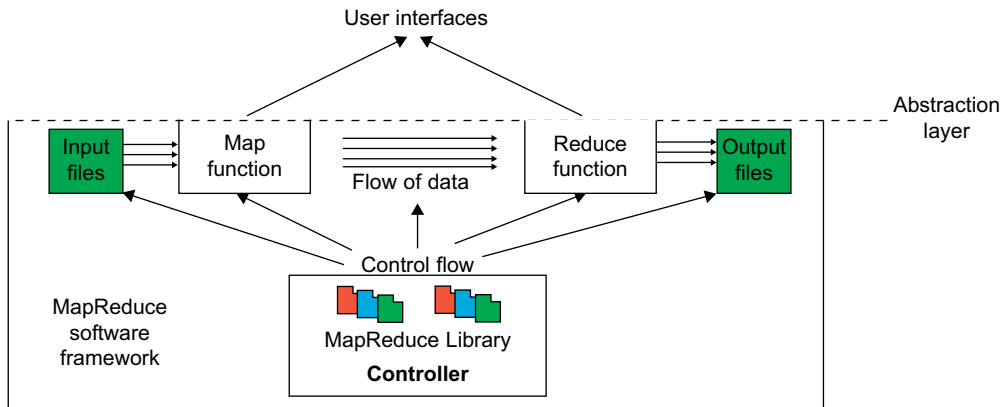 User interfaces
Abstraction
layer
Input
files
Map
function
Flow of data
Reduce
function
Output
files
Control flow
MapReduce Library
Controller
MapReduce
software
framework